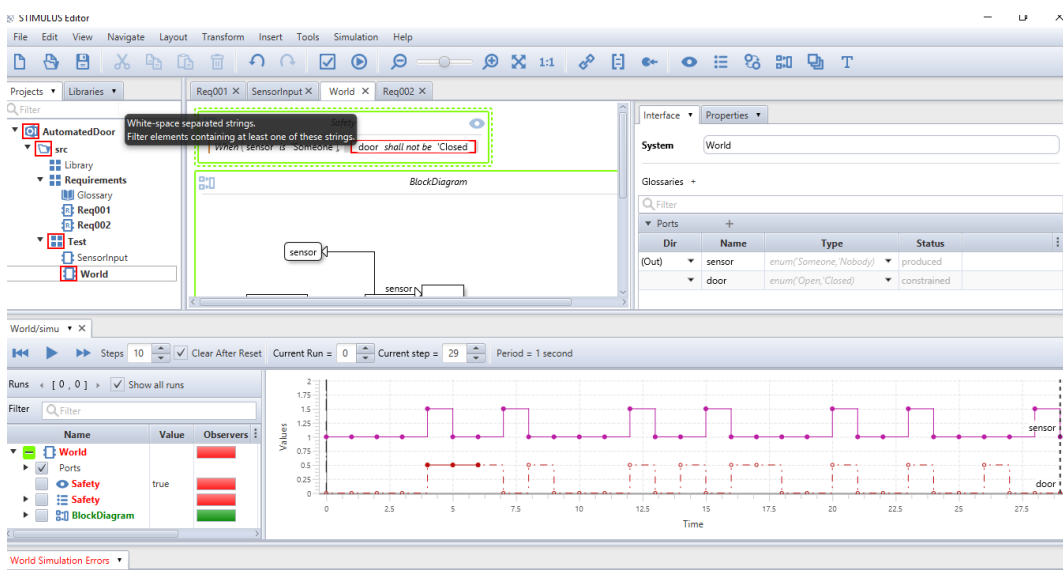 STIMULUS Editor
File Edit View Navigate Layout Transform Insert Tools Simulation Help
1:1
T
Projects Libraries
Req001 SensorInput World Req002
Filter
AutomatedDoor
src
Library
Requirements
Glossary
Req001
Req002
Test
SensorInput
World
White-space separated strings.
Filter elements containing at least one of these strings.
Safety
When [ sensor is 'Someone ], door shall not be 'Closed
BlockDiagram
sensor
sensor
Interface Properties
System World
Glossaries +
Filter
Ports +
Dir Name Type Status
(Out) sensor enum('Someone,'Nobody) produced
door enum('Open,'Closed) constrained
World/simu
Steps 10 Clear After Reset Current Run = 0 Current step = 29 Period = 1 second
Runs [ 0 , 0 ] Show all runs
Filter Filter
Name Value Observers
World
Ports
Safety true
Safety
BlockDiagram
Values
2
1.75
1.5
1.25
1
0.75
0.5
0.25
0
sensor
door
0 2.5 5 7.5 10 12.5 15 17.5 20 22.5 25 27.5
Time
World Simulation Errors